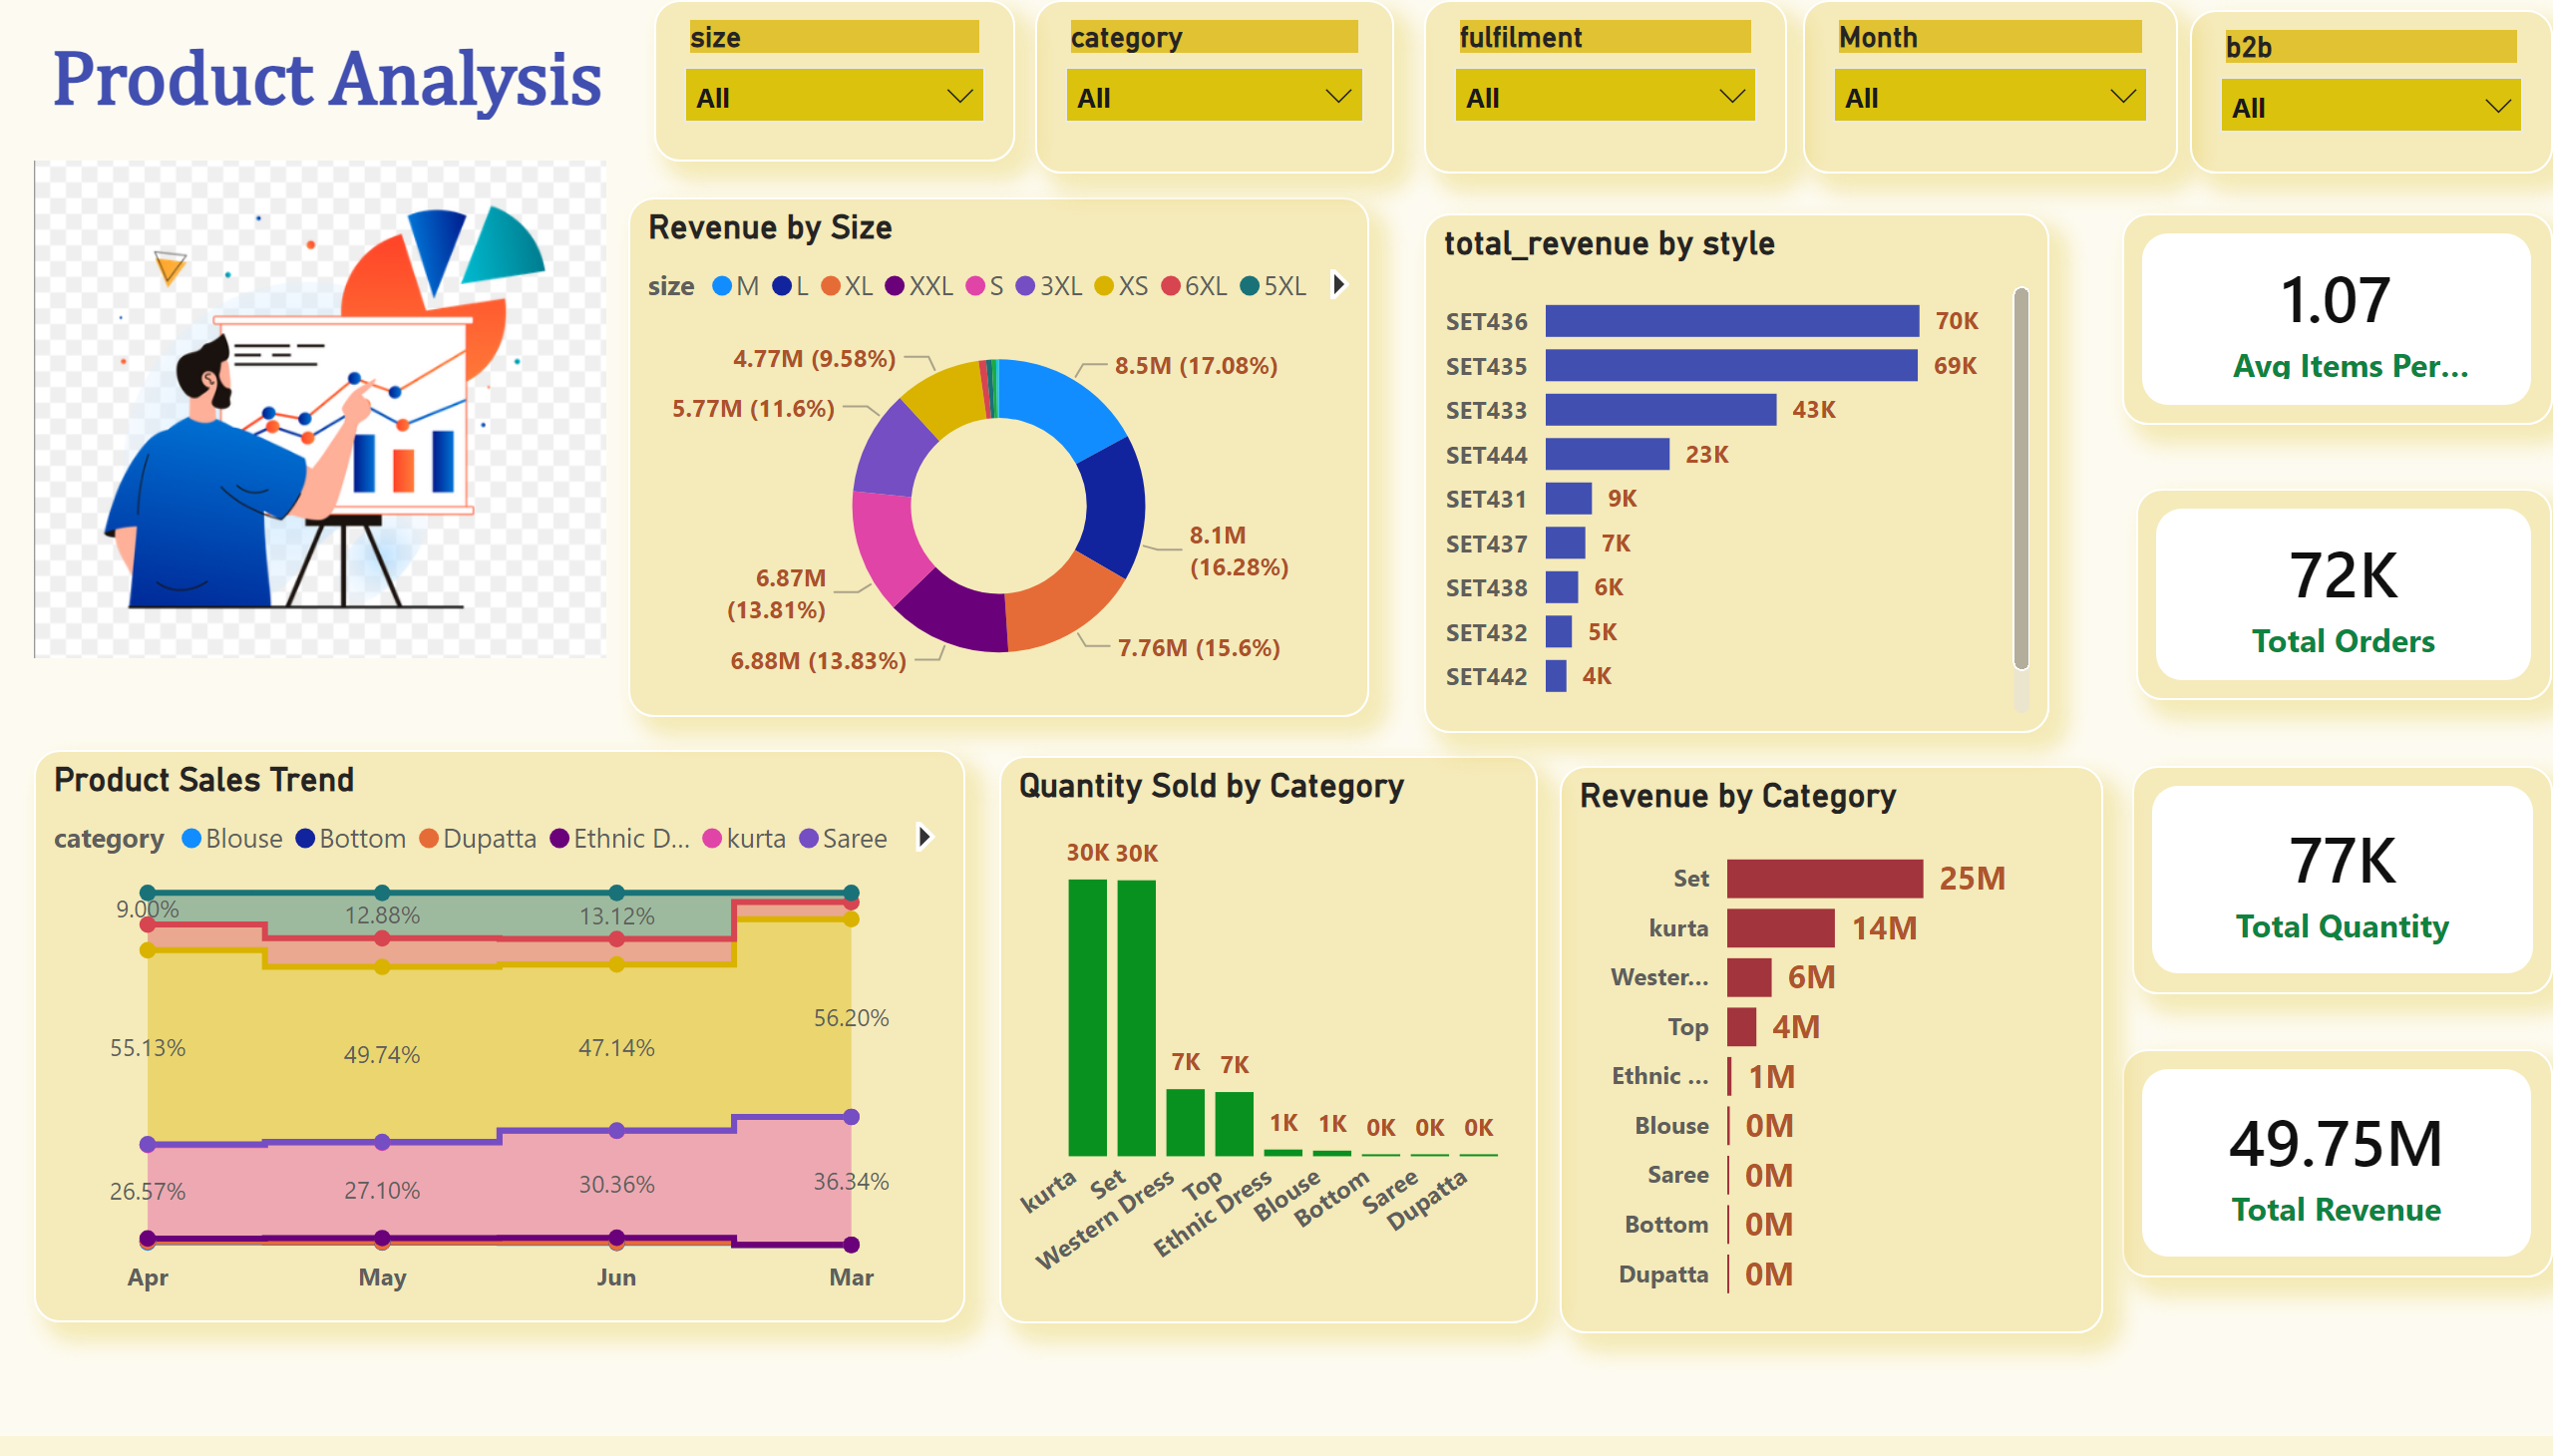 Product Analysis
size
All
category
All
fulfilment
All
Month
All
b2b
All
Revenue by Size
size M L XL XXL S 3XL XS 6XL 5XL
4.77M (9.58%)
8.5M (17.08%)
5.77M (11.6%)
8.1M
(16.28%)
6.87M
(13.81%)
7.76M (15.6%)
6.88M (13.83%)
total_revenue by style
SET436 70K
SET435 69K
SET433 43K
SET444 23K
SET431 9K
SET437 7K
SET438 6K
SET432 5K
SET442 4K
1.07
Avg Items Per...
72K
Total Orders
77K
Total Quantity
49.75M
Total Revenue
Product Sales Trend
category Blouse Bottom Dupatta Ethnic D... kurta Saree
9.00% 12.88% 13.12%
56.20%
55.13% 49.74% 47.14%
26.57% 27.10% 30.36% 36.34%
Apr May Jun Mar
Quantity Sold by Category
30K 30K
7K 7K
1K 1K 0K 0K 0K
kurta
Set
Western Dress
Top
Ethnic Dress
Blouse
Bottom
Saree
Dupatta
Revenue by Category
Set 25M
kurta 14M
Wester... 6M
Top 4M
Ethnic ... 1M
Blouse 0M
Saree 0M
Bottom 0M
Dupatta 0M